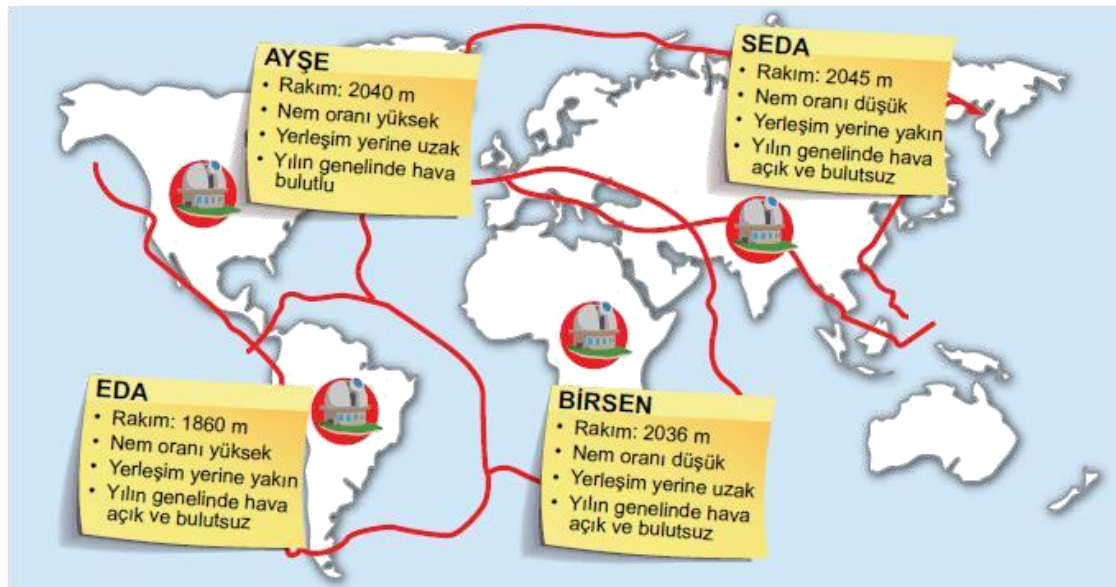 AYŞE
• Rakım: 2040 m
• Nem oranı yüksek
• Yerleşim yerine uzak
• Yılın genelinde hava
bulutlu
SEDA
• Rakım: 2045 m
• Nem oranı düşük
• Yerleşim yerine yakın
• Yılın genelinde hava
açık ve bulutsuz
EDA
• Rakım: 1860 m
• Nem oranı yüksek
• Yerleşim yerine yakın
• Yılın genelinde hava
açık ve bulutsuz
BİRSEN
• Rakım: 2036 m
• Nem oranı düşük
• Yerleşim yerine uzak
• Yılın genelinde hava
açık ve bulutsuz